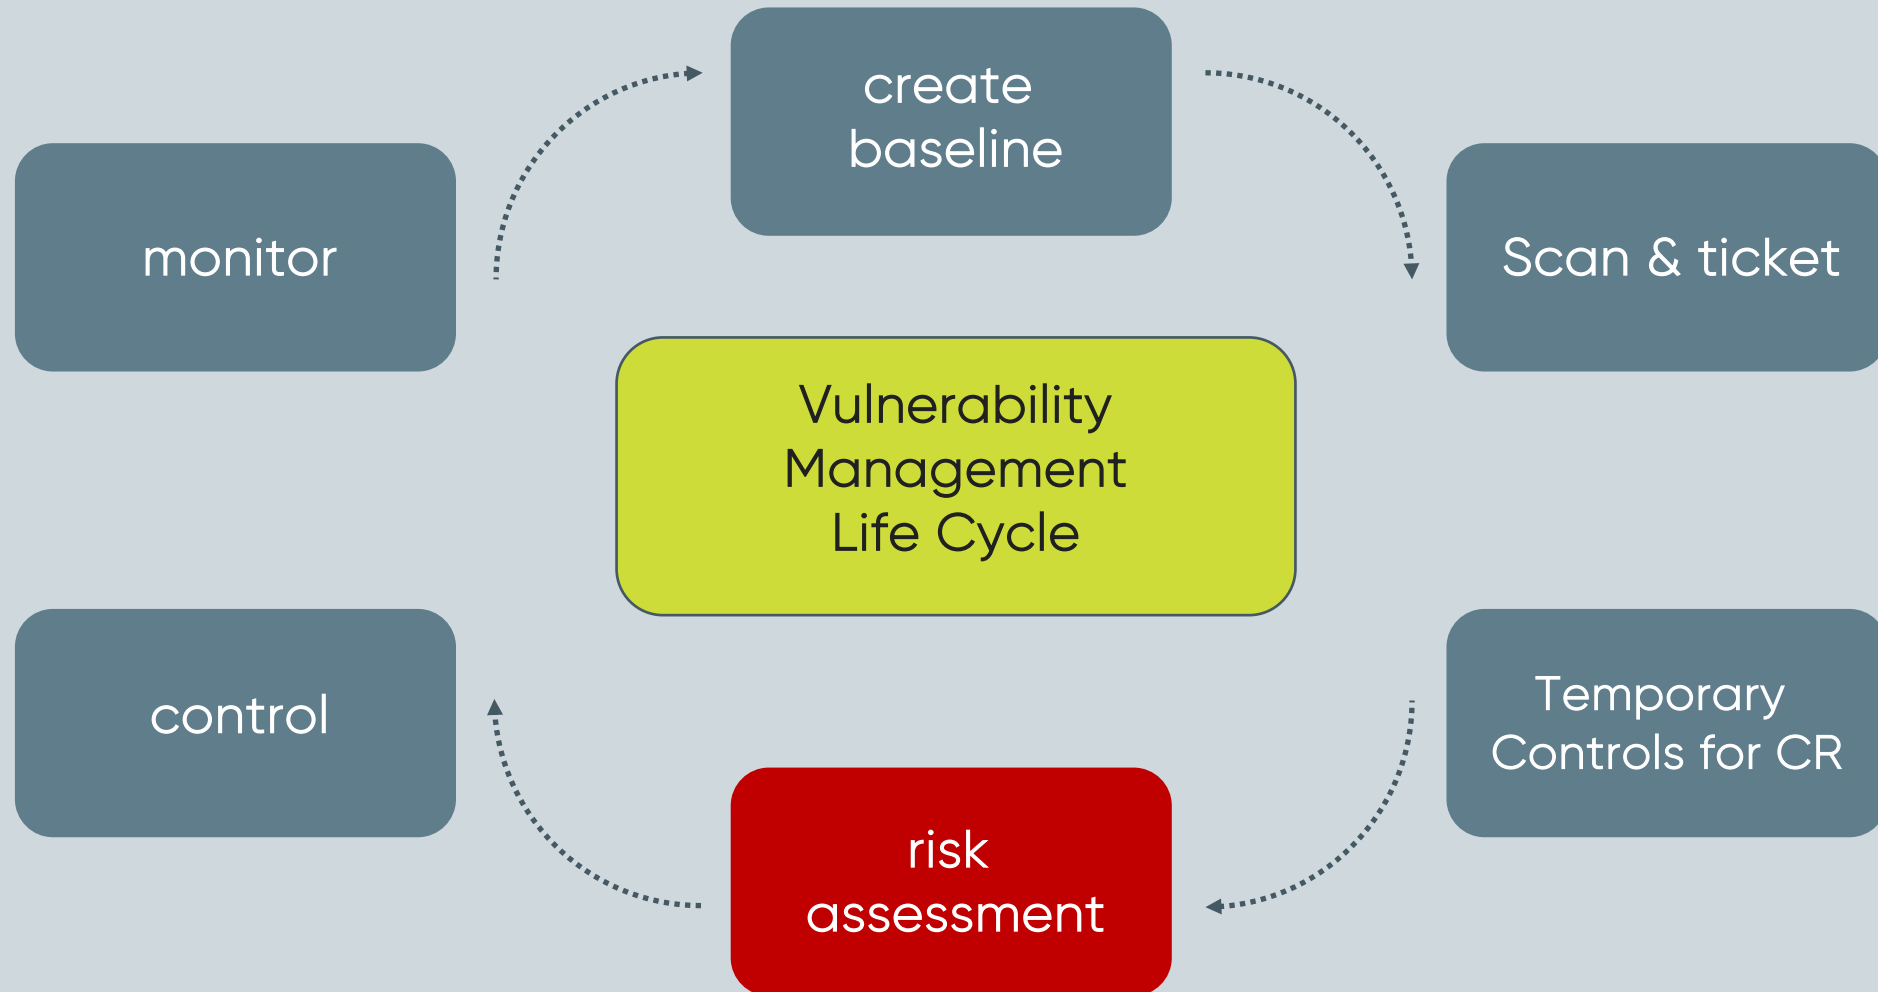 create
baseline
monitor
Scan & ticket
Vulnerability
Management
Life Cycle
control
Temporary
Controls for CR
risk
assessment